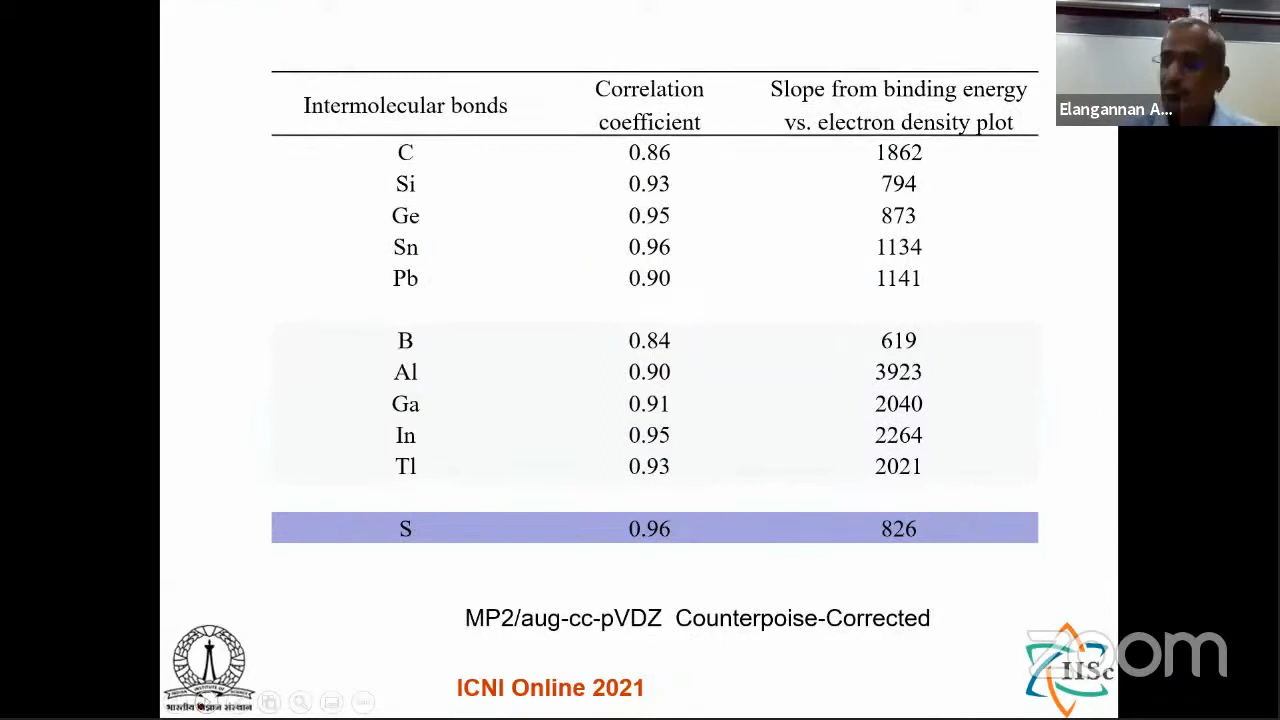 Intermolecular bonds Correlation coefficient Slope from binding energy vs. electron density plot
C 0.86 1862
Si 0.93 794
Ge 0.95 873
Sn 0.96 1134
Pb 0.90 1141
B 0.84 619
Al 0.90 3923
Ga 0.91 2040
In 0.95 2264
Tl 0.93 2021
S 0.96 826
MP2/aug-cc-pVDZ Counterpoise-Corrected
ICNI Online 2021
Elangannan A...
भारतीय विज्ञान संस्थान
IISc
zoom